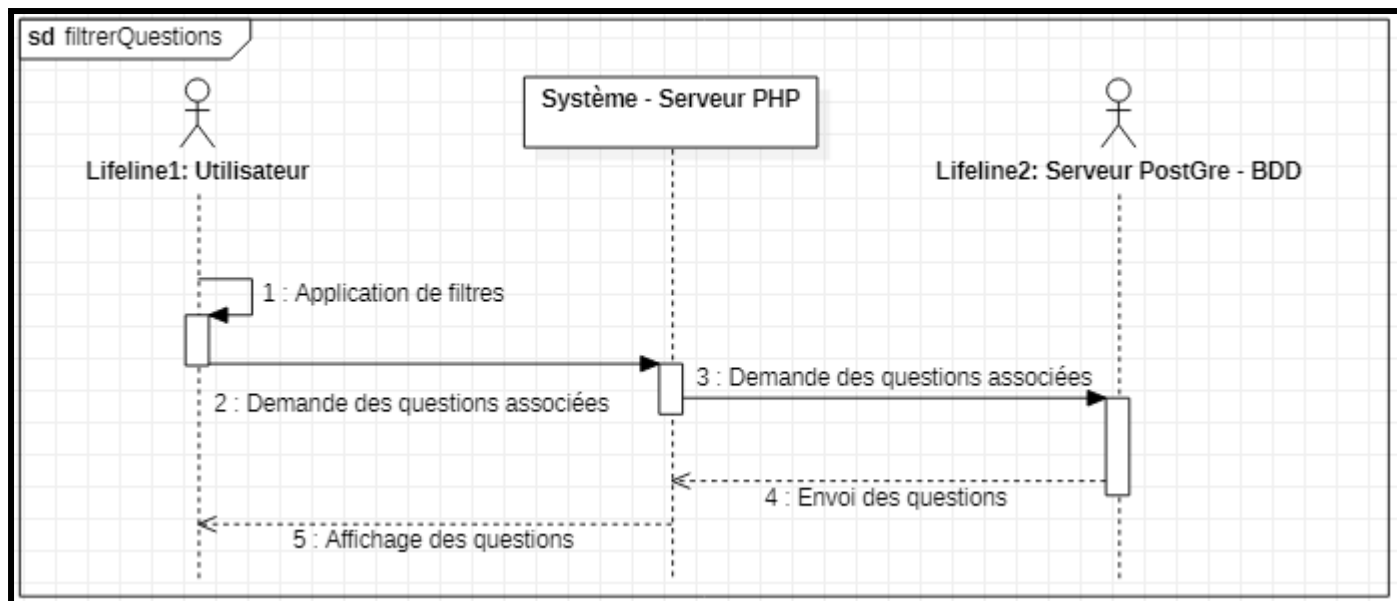 sd filtrerQuestions
Système - Serveur PHP
Lifeline1: Utilisateur
Lifeline2: Serveur PostGre - BDD
1 : Application de filtres
3 : Demande des questions associées
2 : Demande des questions associées
4 : Envoi des questions
5 : Affichage des questions